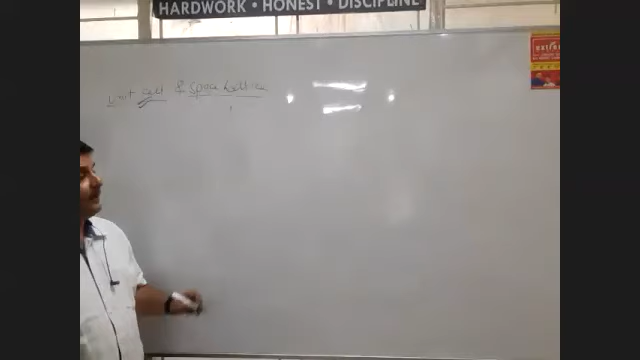 HARDWORK • HONEST • DISCIPLINE
Unit cell & space Lattice